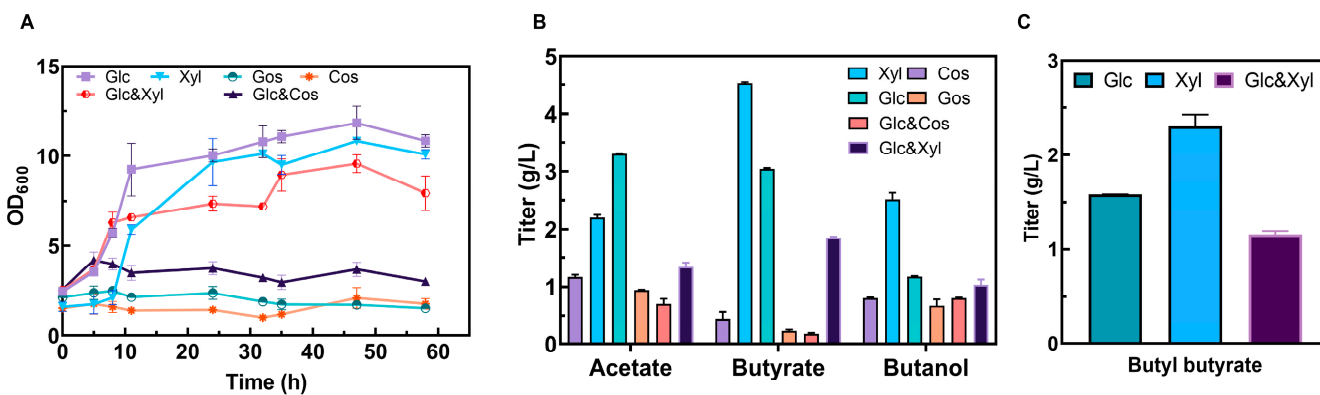 A
15
10
5
0
OD600
0
10
20
30
40
50
60
Time (h)
Glc
Xyl
Gos
Cos
Glc&Xyl
Glc&Cos
B
5
4
3
2
1
0
Titer (g/L)
Xyl
Cos
Glc
Gos
Glc&Cos
Glc&Xyl
Acetate
Butyrate
Butanol
C
3
2
1
0
Titer (g/L)
Glc
Xyl
Glc&Xyl
Butyl butyrate